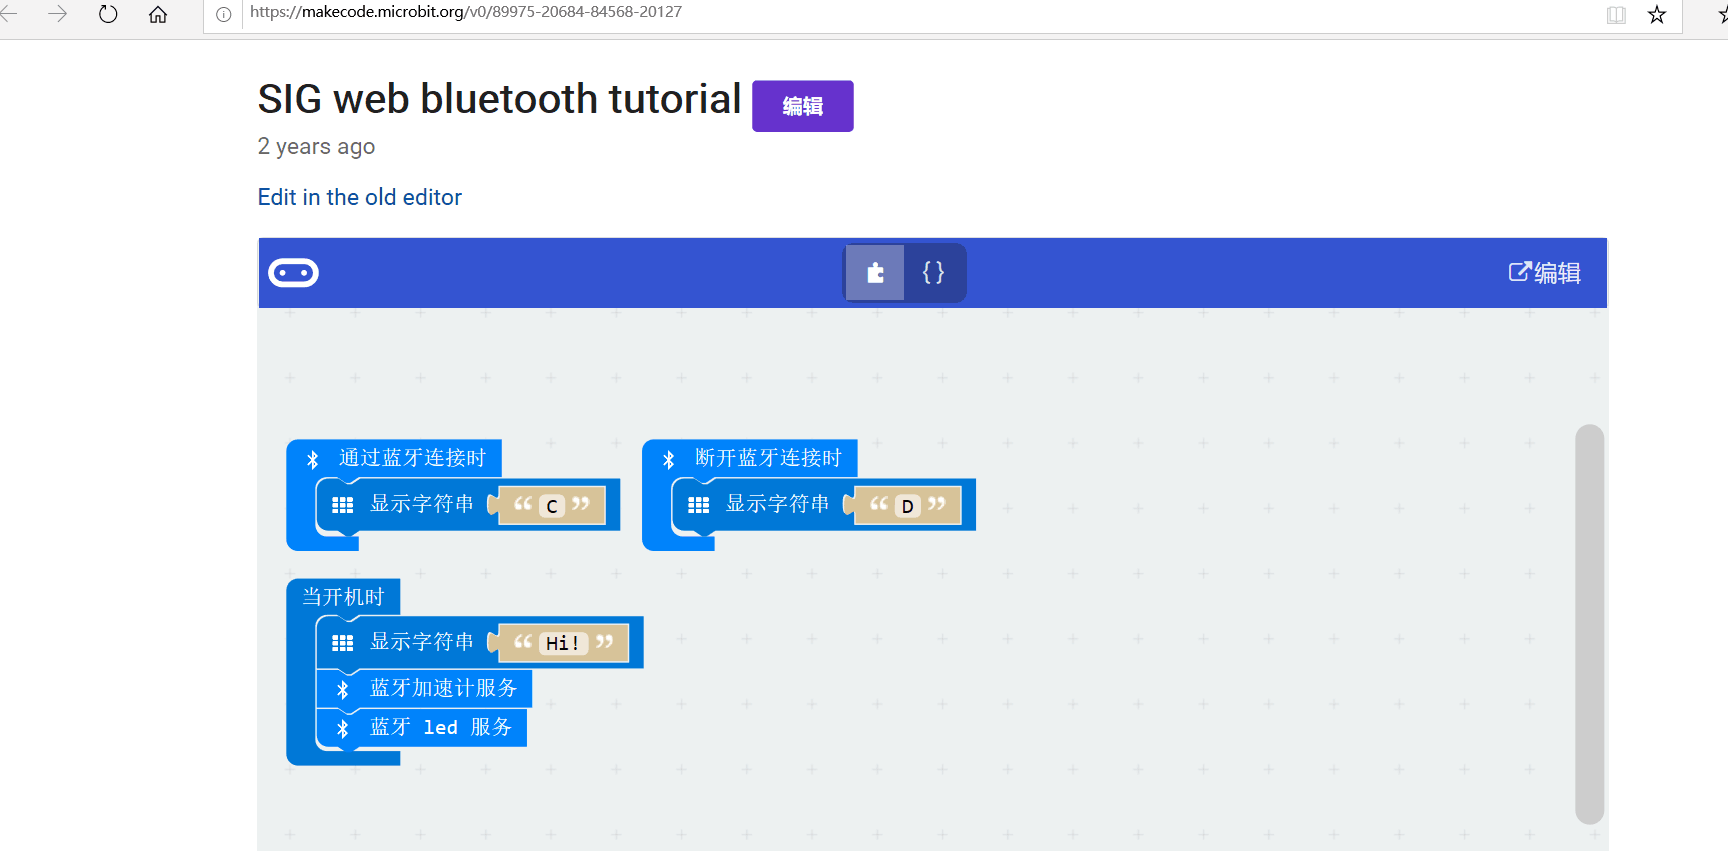 https://makecode.microbit.org/v0/89975-20684-84568-20127
SIG web bluetooth tutorial 编辑
2 years ago
Edit in the old editor
{} 编辑
通过蓝牙连接时
显示字符串 “ C ”
断开蓝牙连接时
显示字符串 “ D ”
当开机时
显示字符串 “ Hi! ”
蓝牙加速计服务
蓝牙 led 服务